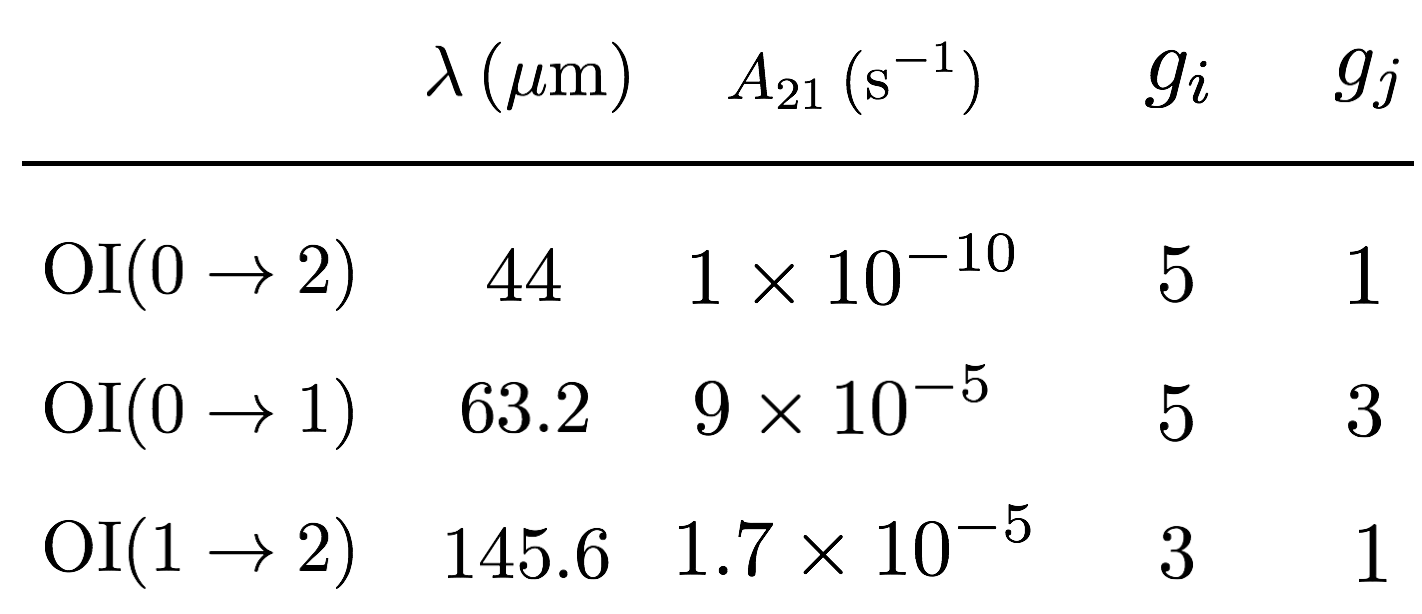 λ (μm) A₂₁ (s⁻¹) gᵢ gⱼ
OI(0 → 2) 44 1 × 10⁻¹⁰ 5 1
OI(0 → 1) 63.2 9 × 10⁻⁵ 5 3
OI(1 → 2) 145.6 1.7 × 10⁻⁵ 3 1